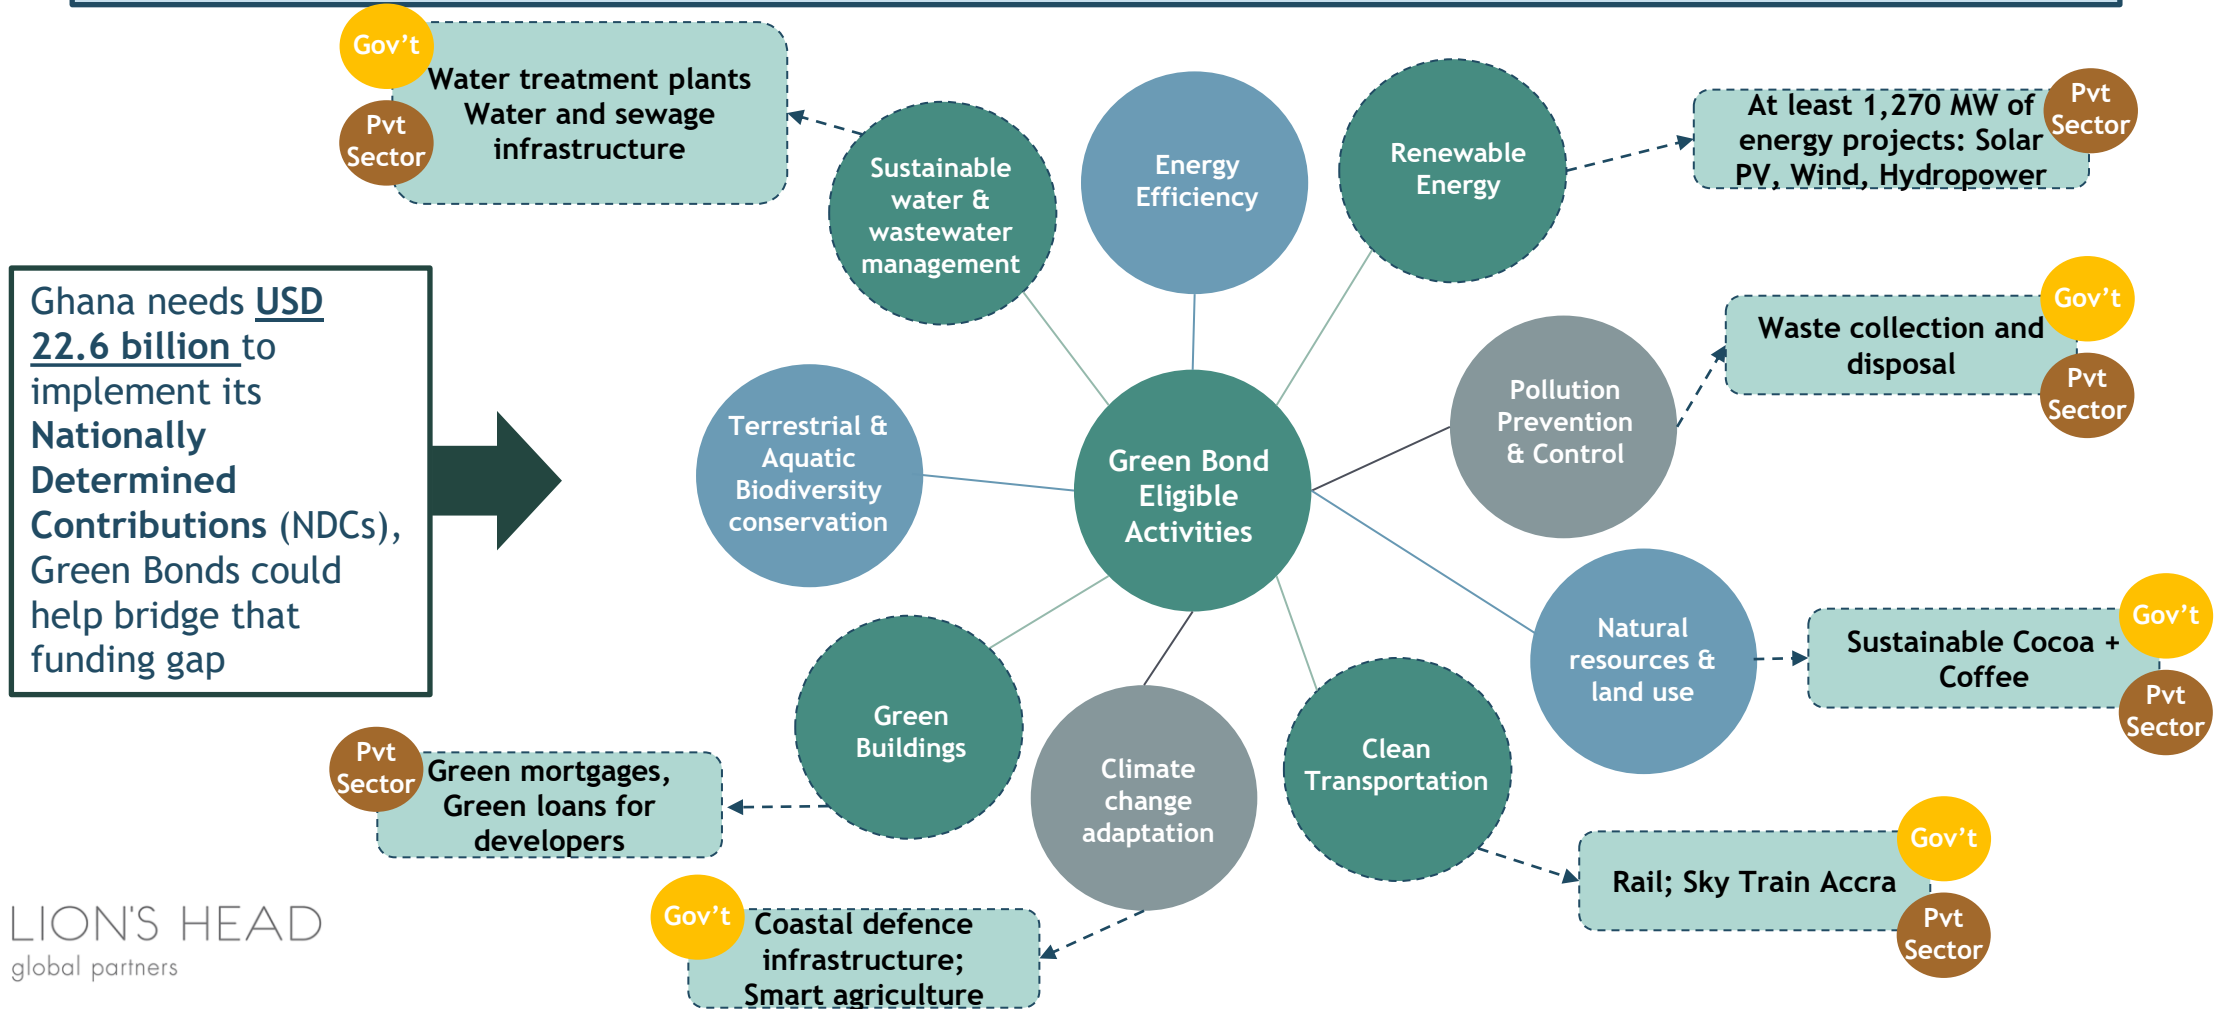 Gov't
Pvt
Sector
Water treatment plants
Water and sewage
infrastructure
Sustainable
water &
wastewater
management
Energy
Efficiency
Renewable
Energy
At least 1,270 MW of
energy projects: Solar
PV, Wind, Hydropower
Pvt
Sector
Ghana needs USD
22.6 billion to
implement its
Nationally
Determined
Contributions (NDCs),
Green Bonds could
help bridge that
funding gap
Terrestrial &
Aquatic
Biodiversity
conservation
Green Bond
Eligible
Activities
Pollution
Prevention
& Control
Waste collection and
disposal
Gov't
Pvt
Sector
Natural
resources &
land use
Sustainable Cocoa +
Coffee
Gov't
Pvt
Sector
Pvt
Sector
Green mortgages,
Green loans for
developers
Green
Buildings
Climate
change
adaptation
Clean
Transportation
Rail; Sky Train Accra
Gov't
Pvt
Sector
Gov't
Coastal defence
infrastructure;
Smart agriculture
LION'S HEAD
global partners